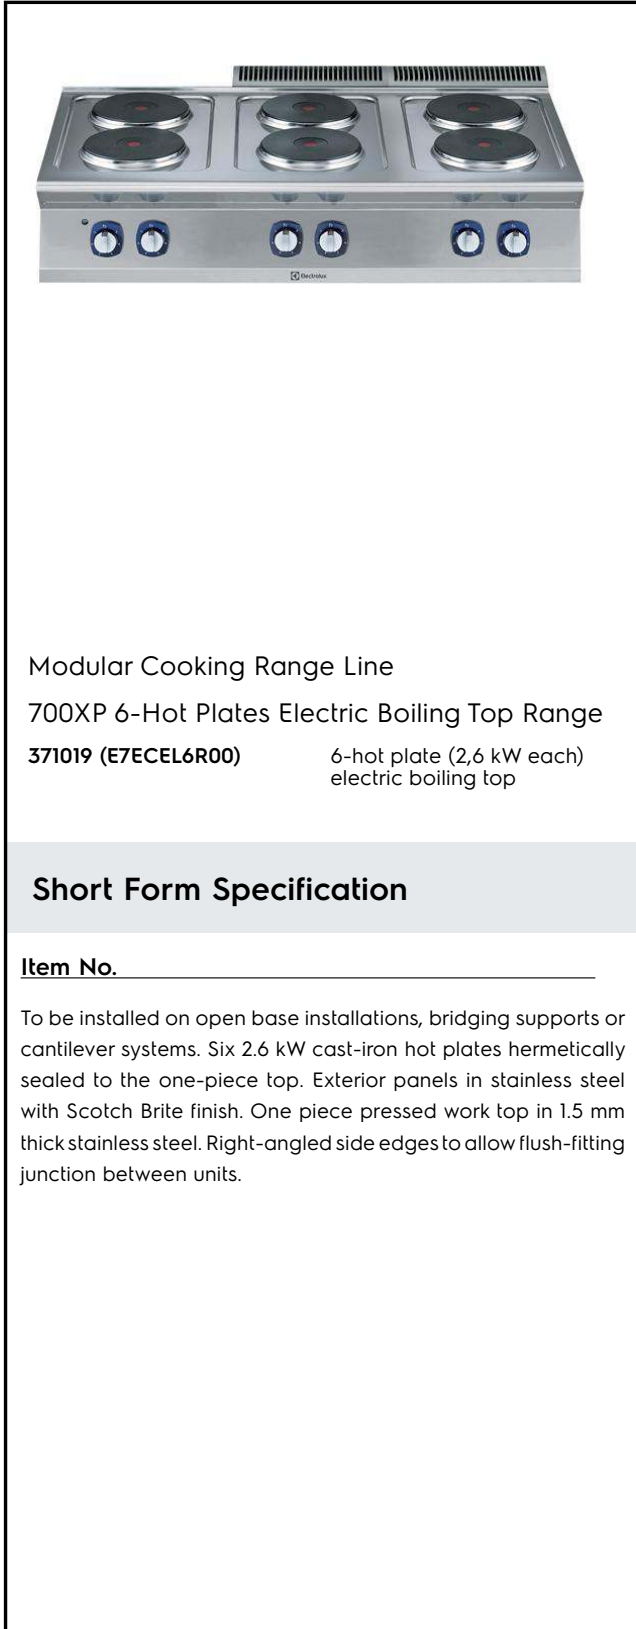 Electrolux
Modular Cooking Range Line
700XP 6-Hot Plates Electric Boiling Top Range
371019 (E7ECEL6R00)
6-hot plate (2,6 kW each)
electric boiling top
Short Form Specification
Item No.
To be installed on open base installations, bridging supports or
cantilever systems. Six 2.6 kW cast-iron hot plates hermetically
sealed to the one-piece top. Exterior panels in stainless steel
with Scotch Brite finish. One piece pressed work top in 1.5 mm
thick stainless steel. Right-angled side edges to allow flush-fitting
junction between units.